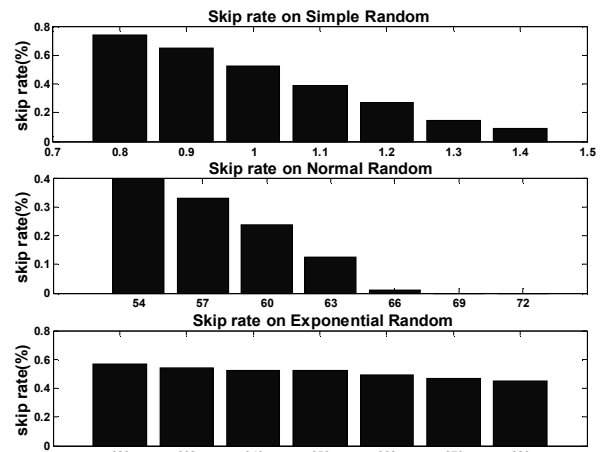 Skip rate on Simple Random
skip rate(%)
0.8
0.6
0.4
0.2
0
0.7 0.8 0.9 1 1.1 1.2 1.3 1.4 1.5
Skip rate on Normal Random
skip rate(%)
0.4
0.3
0.2
0.1
0
54 57 60 63 66 69 72
Skip rate on Exponential Random
skip rate(%)
0.8
0.6
0.4
0.2
0